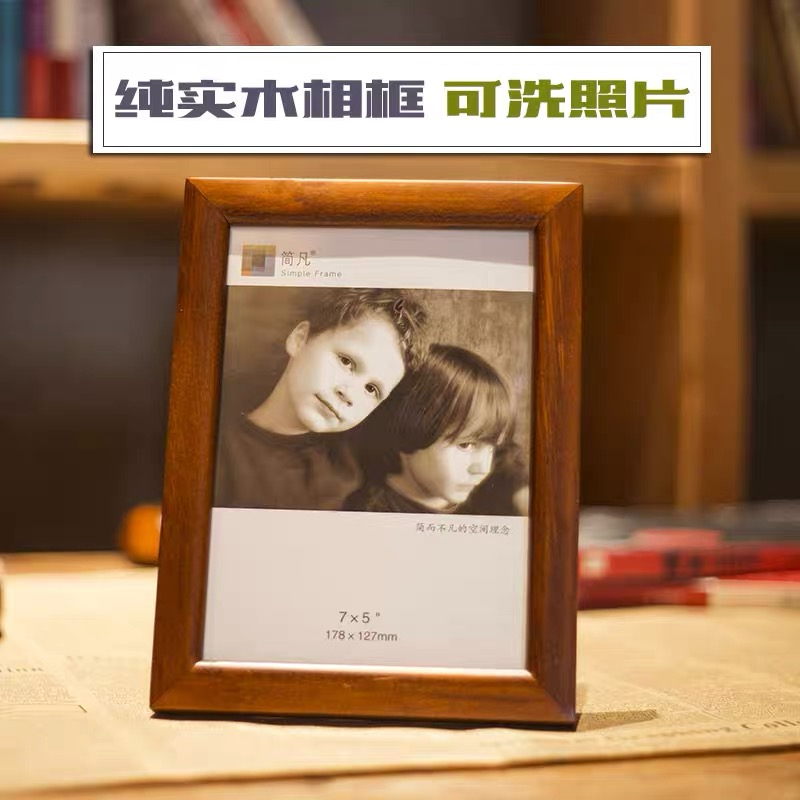 纯实木相框 可洗照片
简凡®
Simple Frame
简而不凡的空间理念
7×5"
178×127mm